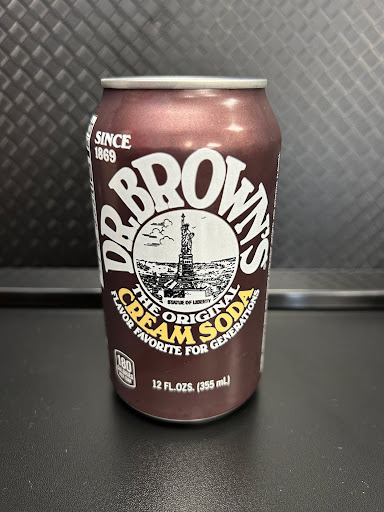 SINCE
1869
DR. BROWN'S
STATUE OF LIBERTY
THE ORIGINAL
CREAM SODA
FLAVOR FAVORITE FOR GENERATIONS
180
12 FL.OZS. (355 mL)